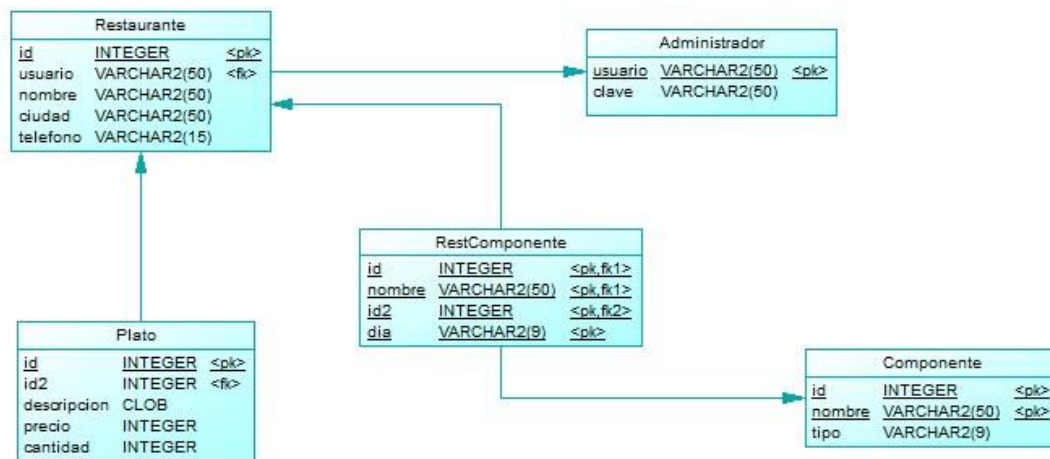 Restaurante
id INTEGER <pk>
usuario VARCHAR2(50) <fk>
nombre VARCHAR2(50)
ciudad VARCHAR2(50)
telefono VARCHAR2(15)
Administrador
usuario VARCHAR2(50) <pk>
clave VARCHAR2(50)
RestComponente
id INTEGER <pk,fk1>
nombre VARCHAR2(50) <pk,fk1>
id2 INTEGER <pk,fk2>
dia VARCHAR2(9) <pk>
Plato
id INTEGER <pk>
id2 INTEGER <fk>
descripcion CLOB
precio INTEGER
cantidad INTEGER
Componente
id INTEGER <pk>
nombre VARCHAR2(50) <pk>
tipo VARCHAR2(9)